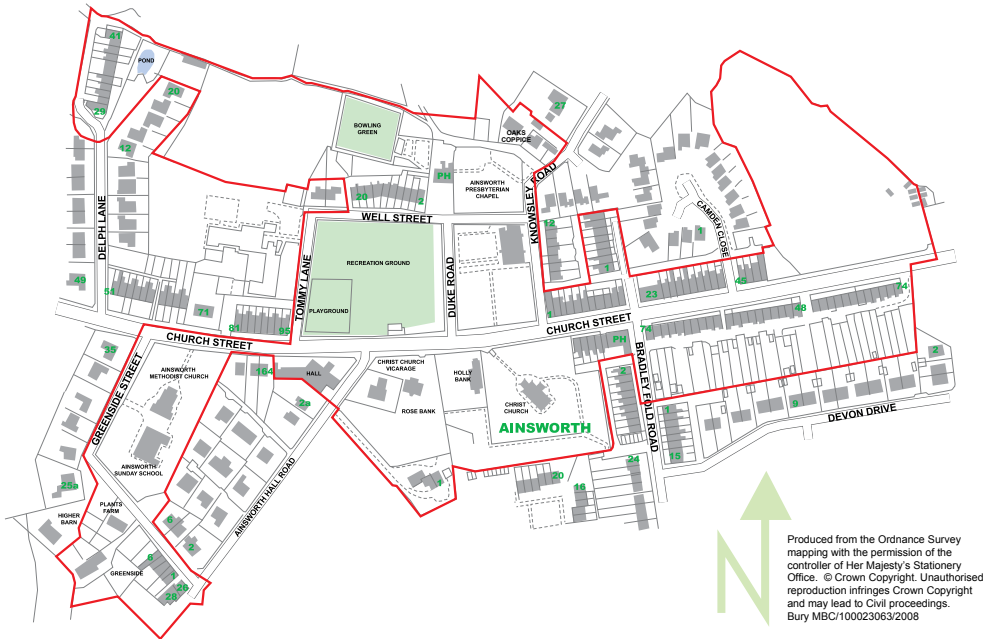 41
POND
20
29
12
BOWLING
GREEN
27
OAKS
COPPICE
PH
AINSWORTH
PRESBYTERIAN
CHAPEL
20
2
WELL STREET
KNOWSLEY ROAD
12
1
CAMDEN CLOSE
1
DELPH LANE
49
51
71
81
95
TOMMY LANE
RECREATION GROUND
PLAYGROUND
DUKE ROAD
1
CHURCH STREET
23
45
74
48
74
PH
CHURCH STREET
35
GREENSIDE STREET
AINSWORTH
METHODIST CHURCH
164
HALL
2a
CHRIST CHURCH
VICARAGE
ROSE BANK
HOLLY
BANK
CHRIST
CHURCH
AINSWORTH
2
BRADLEY FOLD ROAD
1
15
9
2
DEVON DRIVE
24
20
16
1
AINSWORTH
SUNDAY SCHOOL
AINSWORTH HALL ROAD
25a
HIGHER
BARN
PLANTS
FARM
6
2
GREENSIDE
6
1
26
28
N
Produced from the Ordnance Survey
mapping with the permission of the
controller of Her Majesty's Stationery
Office. © Crown Copyright. Unauthorised
reproduction infringes Crown Copyright
and may lead to Civil proceedings.
Bury MBC/100023063/2008